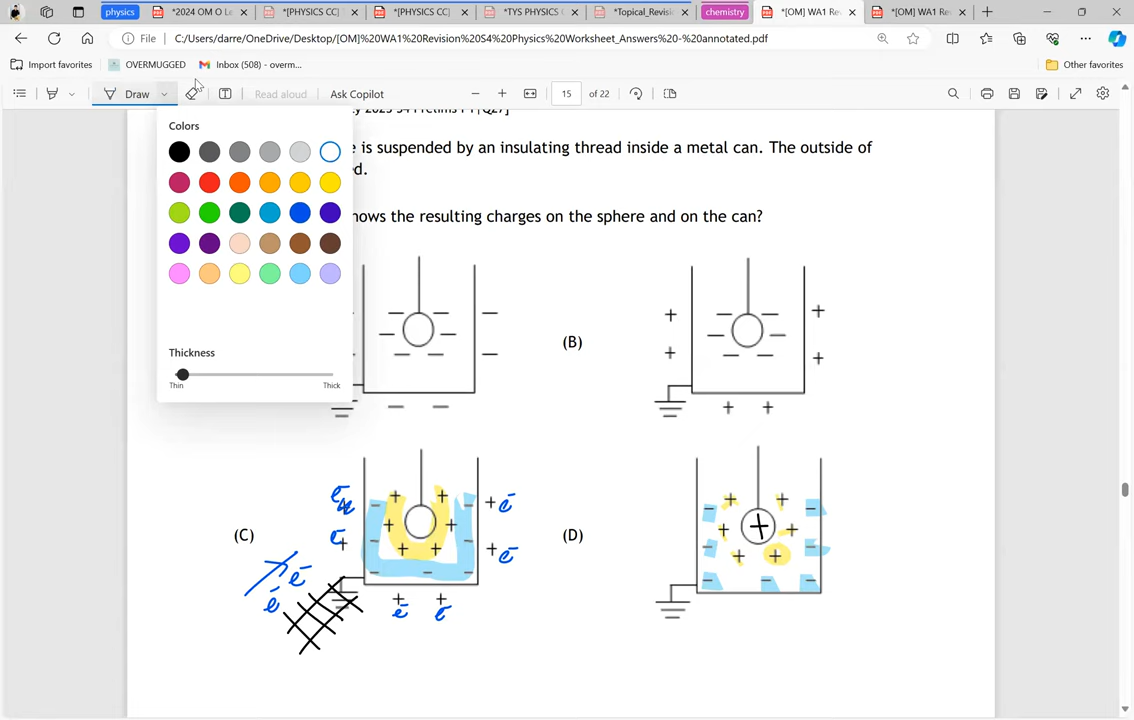 physics
*2024 OM O Le
*[PHYSICS CC]
*[PHYSICS CC]
*TYS PHYSICS (
*Topical_Revisi
chemistry
*[OM] WA1 Re
*[OM] WA1 Rev
File
C:/Users/darre/OneDrive/Desktop/[OM]%20WA1%20Revision%20S4%20Physics%20Worksheet_Answers%20-%20annotated.pdf
Import favorites
OVERMUGGED
Inbox (508) - overm...
Other favorites
Draw
Read aloud
Ask Copilot
15
of 22
Colors
is suspended by an insulating thread inside a metal can. The outside of
d.
hows the resulting charges on the sphere and on the can?
Thickness
Thin
Thick
(B)
(C)
(D)
e⁻
e⁻
e⁻
e⁻
e⁻
e⁻
e⁻
e⁻